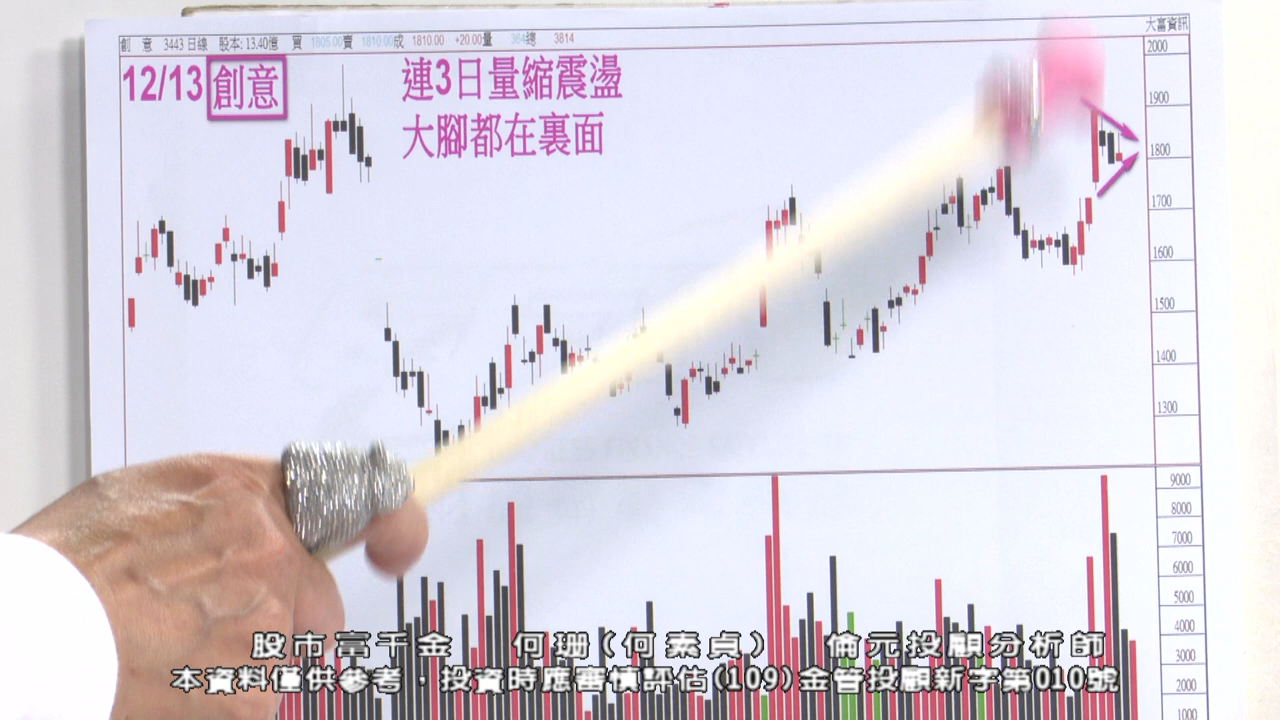 大富資訊
創 意 3443 日線 股本: 13.40億 買 1805.00賣 1810.00成 1810.00 +20.00量 364總 3814
12/13 創意
連3日量縮震盪
大腳都在裏面
2000
1900
1800
1700
1600
1500
1400
1300
9000
8000
7000
6000
5000
4000
3000
2000
1000
股市富千金 何珊(何素貞) 倫元投顧分析師
本資料僅供參考‧投資時應審慎評估(109)金管投顧新字第010號